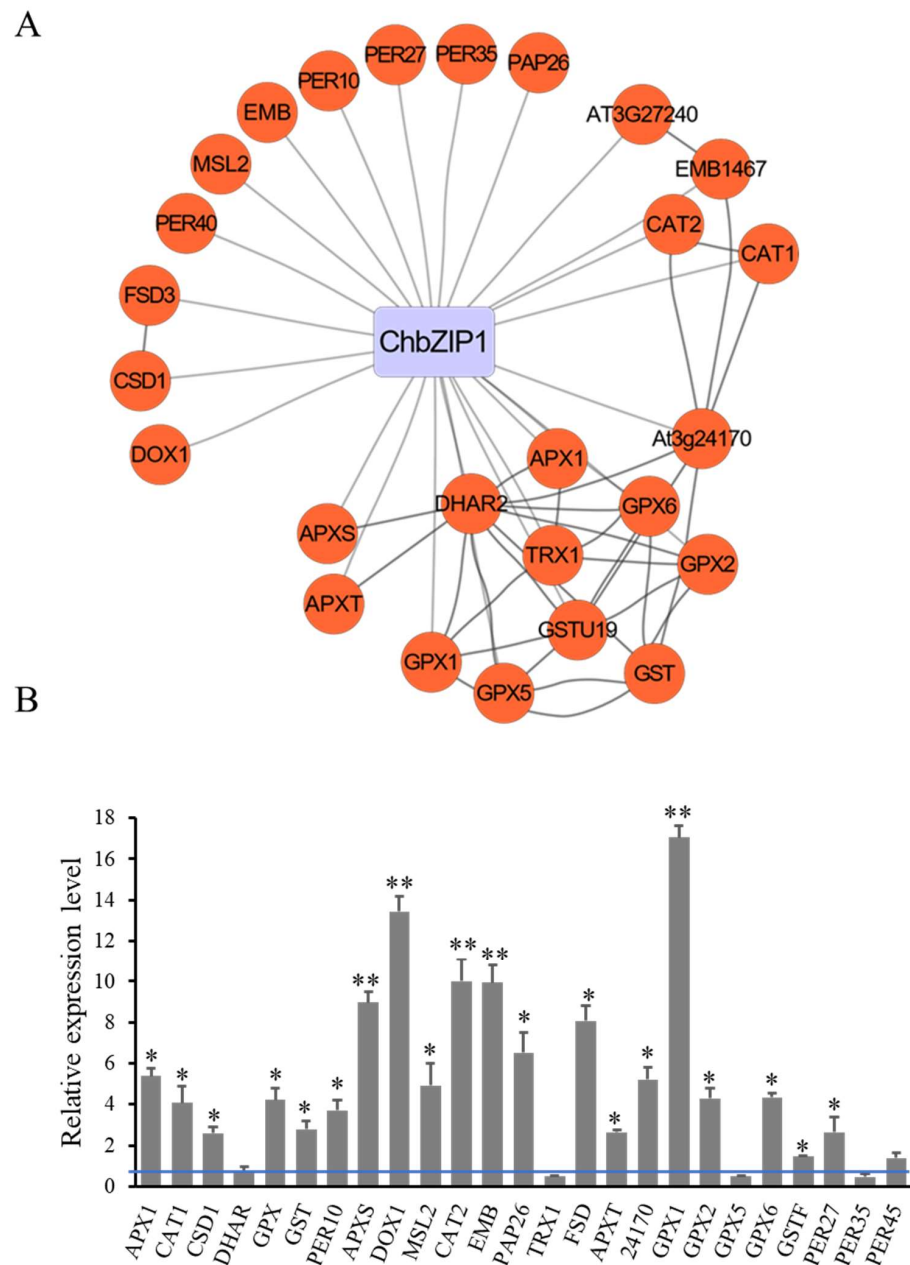 A
PER27
PER35
PAP26
PER10
EMB
AT3G27240
MSL2
EMB1467
PER40
CAT2
CAT1
FSD3
ChbZIP1
CSD1
DOX1
At3g24170
APX1
DHAR2
GPX6
APXS
TRX1
GPX2
APXT
GSTU19
GPX1
GST
GPX5
B
18
16
14
12
10
8
6
4
2
0
Relative expression level
*
*
*
*
*
*
**
**
*
**
**
*
*
*
*
**
*
*
*
*
APX1
CAT1
CSD1
DHAR
GPX
GST
PER10
APXS
DOX1
MSL2
CAT2
EMB
PAP26
TRX1
FSD
APXT
24170
GPX1
GPX2
GPX5
GPX6
GSTF
PER27
PER35
PER45